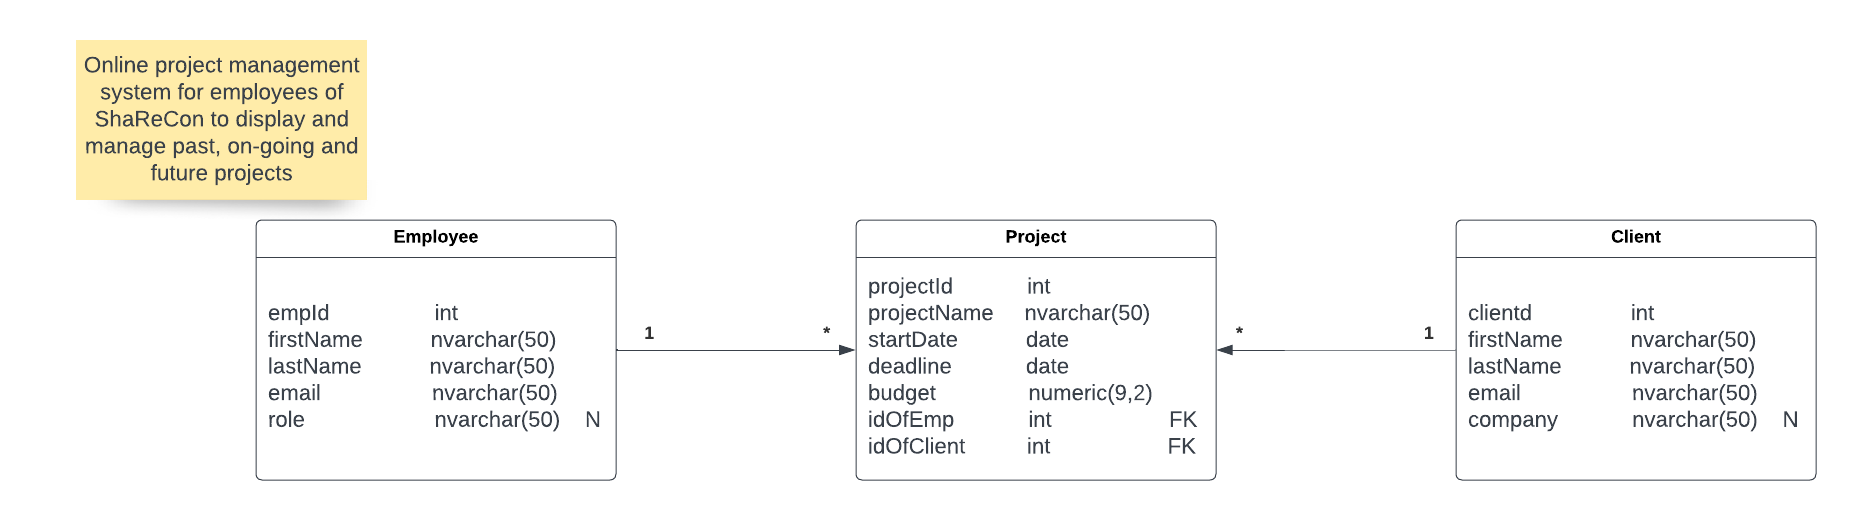 Online project management
system for employees of
ShaReCon to display and
manage past, on-going and
future projects
Employee
empId int
firstName nvarchar(50)
lastName nvarchar(50)
email nvarchar(50)
role nvarchar(50) N
1 *
Project
projectId int
projectName nvarchar(50)
startDate date
deadline date
budget numeric(9,2)
idOfEmp int FK
idOfClient int FK
* 1
Client
clientd int
firstName nvarchar(50)
lastName nvarchar(50)
email nvarchar(50)
company nvarchar(50) N